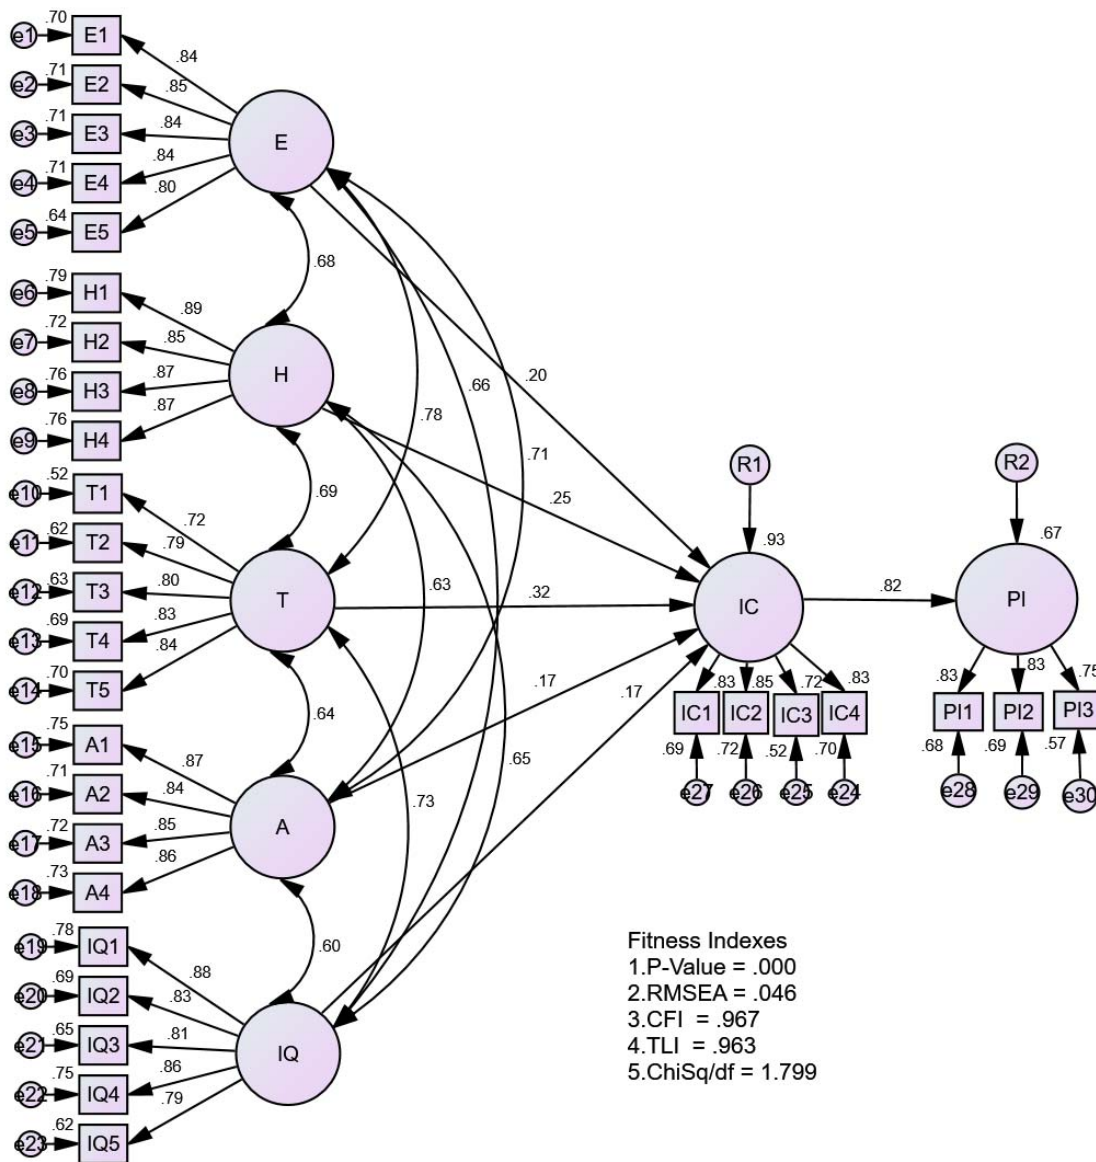 .70
e1 E1
.84
.71
e2 E2
.85
.71
e3 E3
.84
.71
e4 E4
.84
.64
e5 E5
.80
E
.68
.79
e6 H1
.89
.72
e7 H2
.85
.76
e8 H3
.87
.76
e9 H4
.87
H
.66
.20
.78
.71
.69
.25
.52
e10 T1
.72
.62
e11 T2
.79
.63
e12 T3
.80
.69
e13 T4
.83
.70
e14 T5
.84
T
.63
.32
.64
.17
.17
.65
.73
R1
.93
IC
.82
R2
.67
PI
.83 .85 .72 .83
IC1 IC2 IC3 IC4
.69 .72 .52 .70
e27 e26 e25 e24
.83 .83 .75
PI1 PI2 PI3
.68 .69 .57
e28 e29 e30
.75
e15 A1
.87
.71
e16 A2
.84
.72
e17 A3
.85
.73
e18 A4
.86
A
.60
.78
e19 IQ1
.88
.69
e20 IQ2
.83
.65
e21 IQ3
.81
.75
e22 IQ4
.86
.62
e23 IQ5
.79
IQ
Fitness Indexes
1.P-Value = .000
2.RMSEA = .046
3.CFI = .967
4.TLI = .963
5.ChiSq/df = 1.799